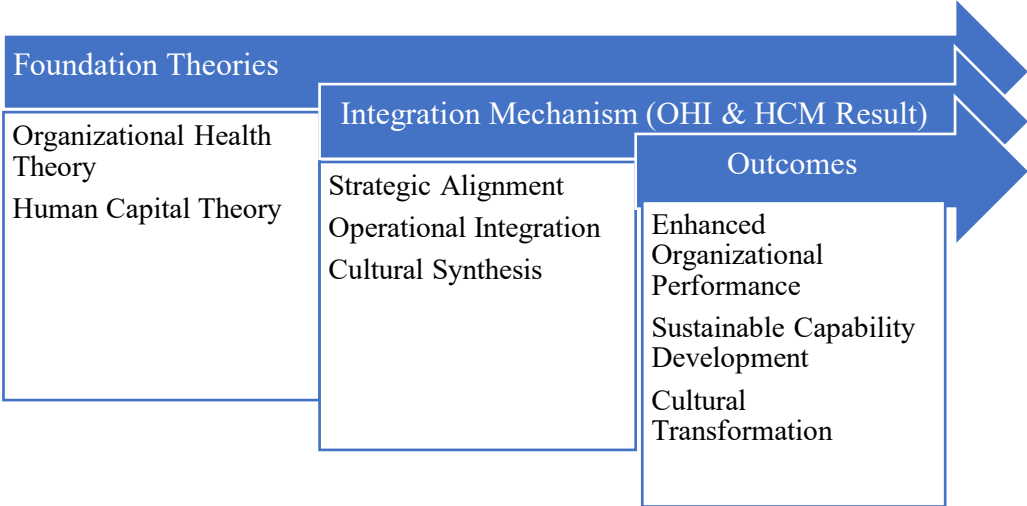 Foundation Theories
Organizational Health
Theory
Human Capital Theory
Integration Mechanism (OHI & HCM Result)
Strategic Alignment
Operational Integration
Cultural Synthesis
Outcomes
Enhanced
Organizational
Performance
Sustainable Capability
Development
Cultural
Transformation